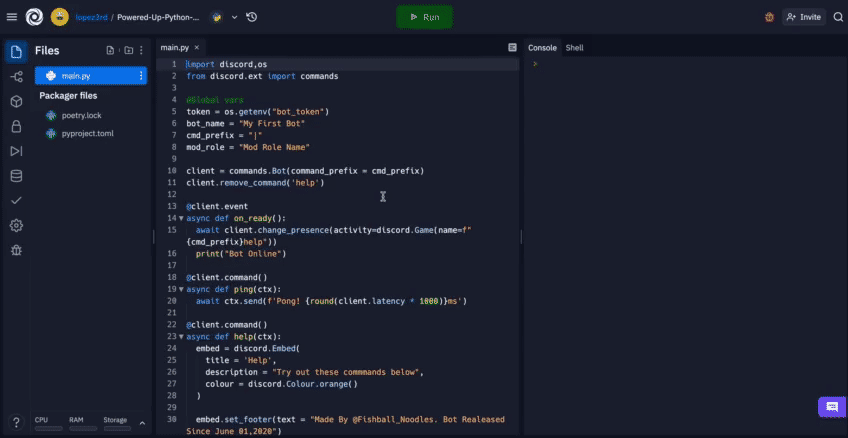 lopez3rd / Powered-Up-Python-...
Run
Invite
Files
main.py
Packager files
poetry.lock
pyproject.toml
CPU RAM Storage
main.py ×
1 import discord,os
2 from discord.ext import commands
3
4 #Global vars
5 token = os.getenv("bot_token")
6 bot_name = "My First Bot"
7 cmd_prefix = "|"
8 mod_role = "Mod Role Name"
9
10 client = commands.Bot(command_prefix = cmd_prefix)
11 client.remove_command('help')
12
13 @client.event
14 async def on_ready():
15 await client.change_presence(activity=discord.Game(name=f"
{cmd_prefix}help"))
16 print("Bot Online")
17
18 @client.command()
19 async def ping(ctx):
20 await ctx.send(f'Pong! {round(client.latency * 1000)}ms')
21
22 @client.command()
23 async def help(ctx):
24 embed = discord.Embed(
25 title = 'Help',
26 description = "Try out these commmands below",
27 colour = discord.Colour.orange()
28 )
29
30 embed.set_footer(text = "Made By @Fishball_Noodles. Bot Realeased
Since June 01,2020")
Console Shell
>